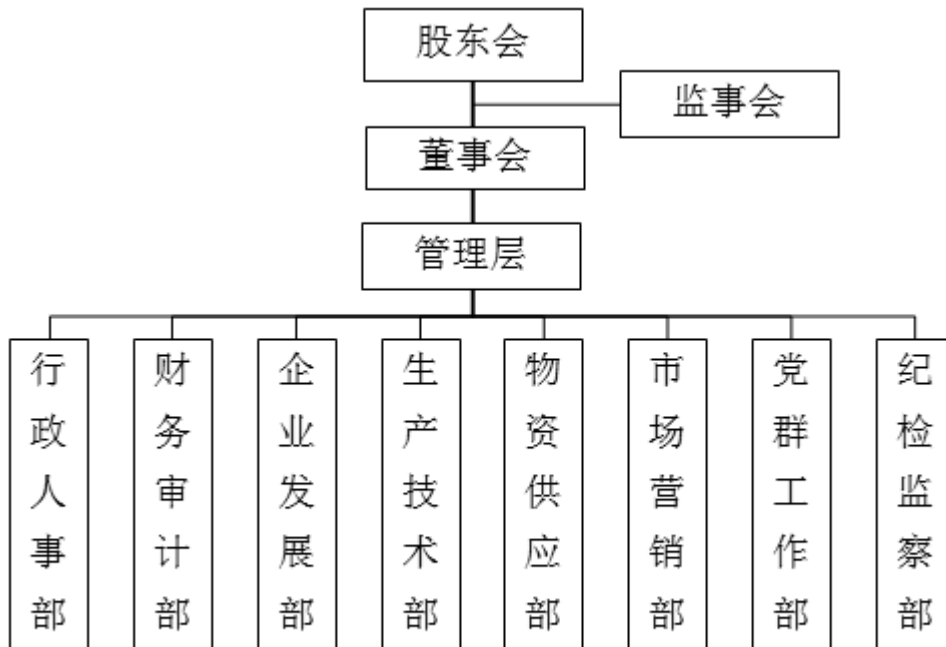 股东会
监事会
董事会
管理层
行政人事部
财务审计部
企业发展部
生产技术部
物资供应部
市场营销部
党群工作部
纪检监察部